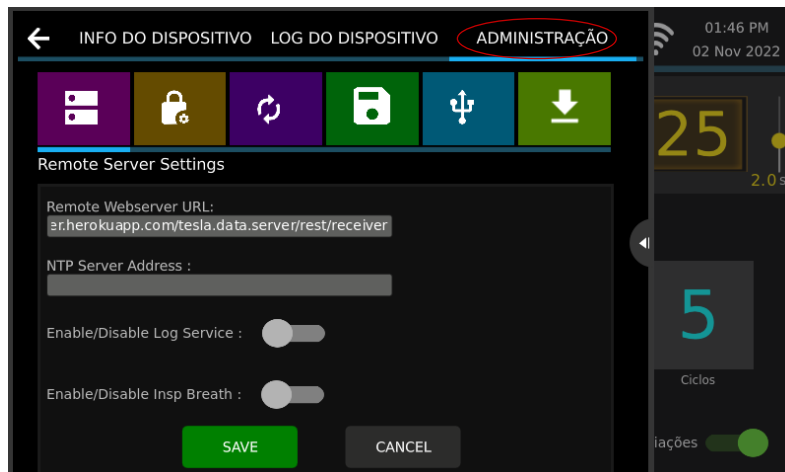 INFO DO DISPOSITIVO LOG DO DISPOSITIVO ADMINISTRAÇÃO
01:46 PM
02 Nov 2022
Remote Server Settings
Remote Webserver URL:
er.herokuapp.com/tesla.data.server/rest/receiver
NTP Server Address :
Enable/Disable Log Service :
Enable/Disable Insp Breath :
SAVE CANCEL
25
2.0 s
5
Ciclos
iações